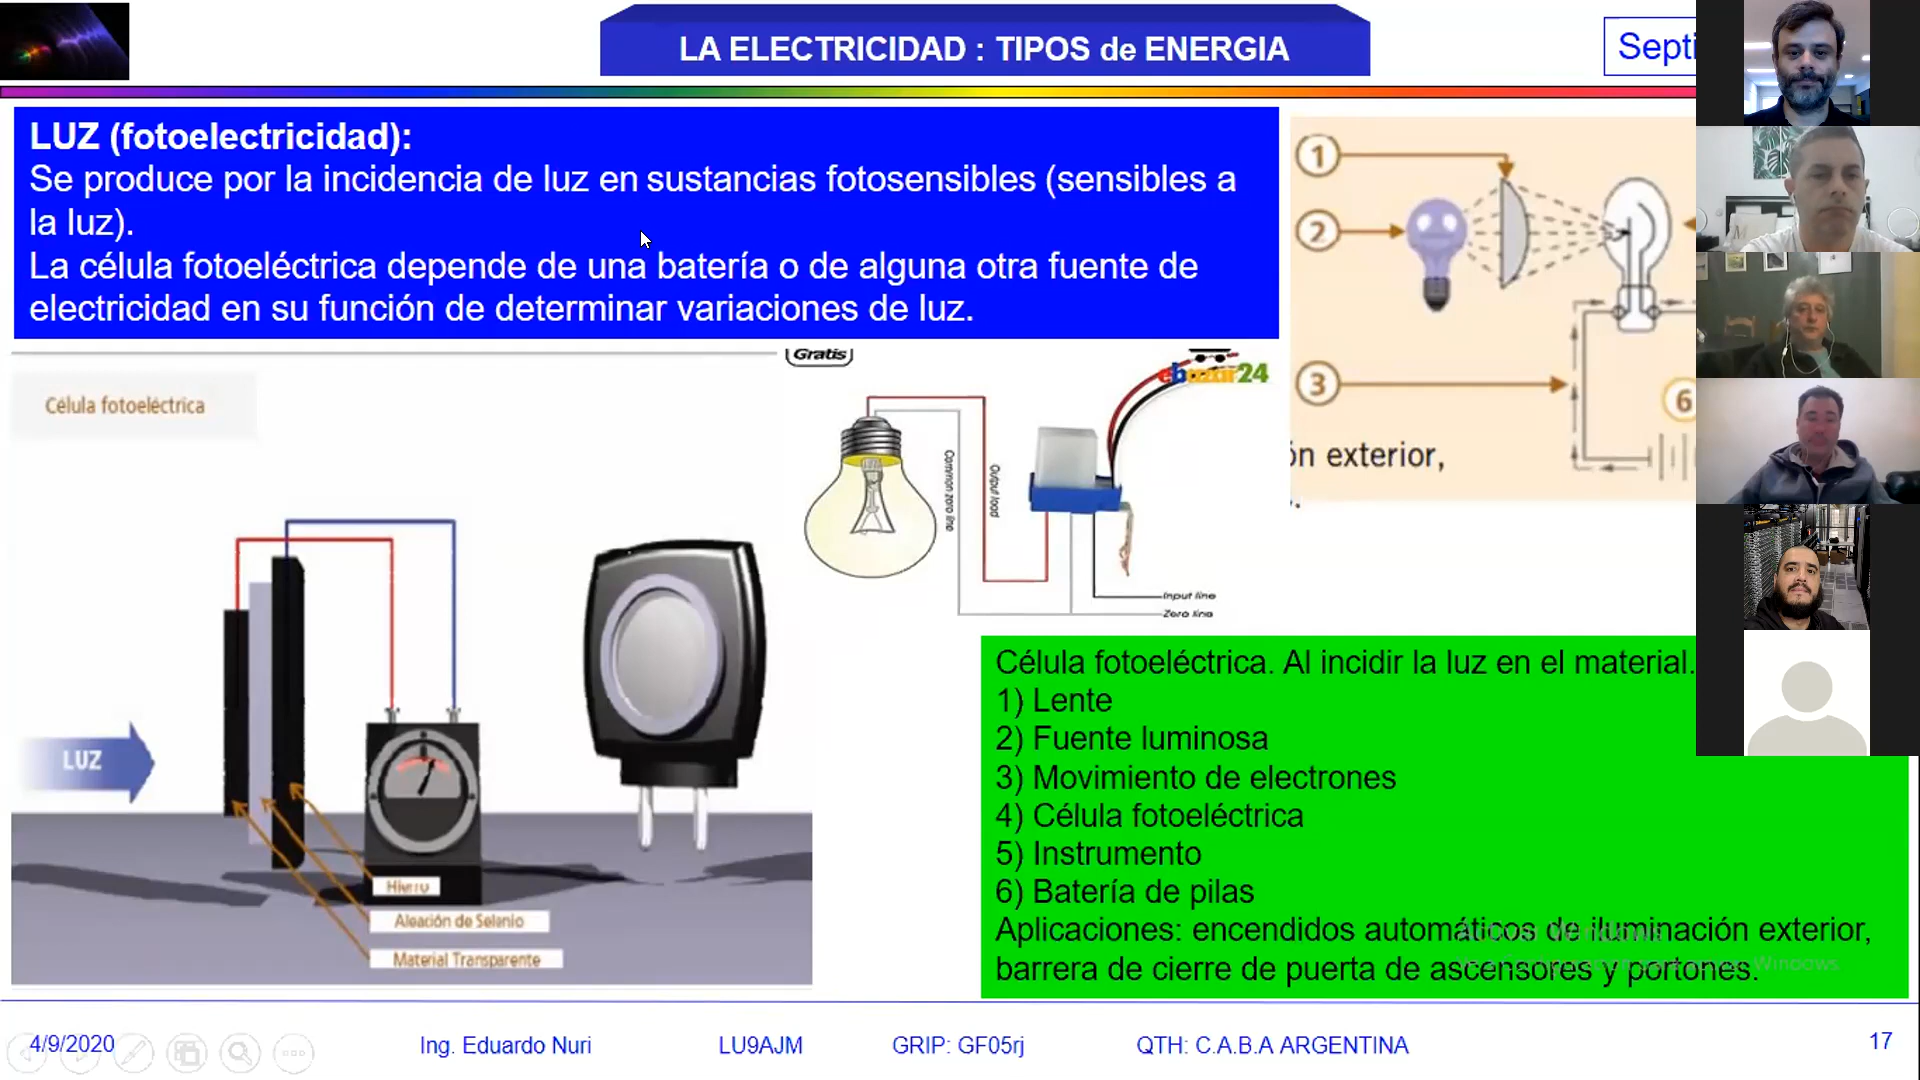 LA ELECTRICIDAD : TIPOS de ENERGIA
Septi
LUZ (fotoelectricidad):
Se produce por la incidencia de luz en sustancias fotosensibles (sensibles a
la luz).
La célula fotoeléctrica depende de una batería o de alguna otra fuente de
electricidad en su función de determinar variaciones de luz.
1
2
3
6
ón exterior,
Gratis
ebazar24
Célula fotoeléctrica
Common zero line
Output load
Input line
Zero line
LUZ
Hierro
Aleación de Selenio
Material Transparente
Célula fotoeléctrica. Al incidir la luz en el material.
1) Lente
2) Fuente luminosa
3) Movimiento de electrones
4) Célula fotoeléctrica
5) Instrumento
6) Batería de pilas
Aplicaciones: encendidos automáticos de iluminación exterior,
barrera de cierre de puerta de ascensores y portones.
Activar Windows
4/9/2020
Ing. Eduardo Nuri
LU9AJM
GRIP: GF05rj
QTH: C.A.B.A ARGENTINA
17